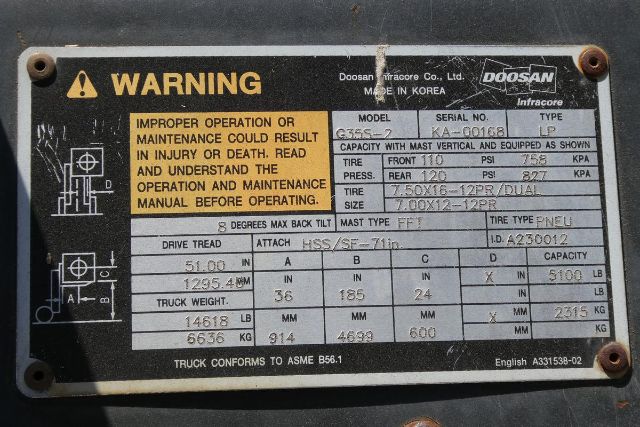 WARNING
Doosan Infracore Co., Ltd.
MADE IN KOREA
DOOSAN
Infracore
IMPROPER OPERATION OR
MAINTENANCE COULD RESULT
IN INJURY OR DEATH. READ
AND UNDERSTAND THE
OPERATION AND MAINTENANCE
MANUAL BEFORE OPERATING.
MODEL SERIAL NO. TYPE
G35S-2 KA-00168 LP
CAPACITY WITH MAST VERTICAL AND EQUIPPED AS SHOWN
TIRE FRONT 110 PSI 758 KPA
PRESS. REAR 120 PSI 827 KPA
TIRE 7.50X16-12PR/DUAL
SIZE 7.00X12-12PR
8 DEGREES MAX BACK TILT MAST TYPE FFT TIRE TYPE PNEU
DRIVE TREAD ATTACH HSS/SF-71in. I.D. A230012
51.00 IN A B C D CAPACITY
1295.4 MM IN IN IN X IN 5100 LB
TRUCK WEIGHT. 36 185 24
14618 LB MM MM MM X MM 2315 KG
6636 KG 914 4699 600
TRUCK CONFORMS TO ASME B56.1
English A331538-02
D
C
A B